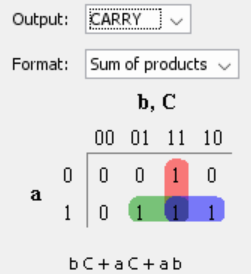 Output: CARRY
Format: Sum of products
b, C
00 01 11 10
0 0 0 1 0
a
1 0 1 1 1
b C + a C + a b